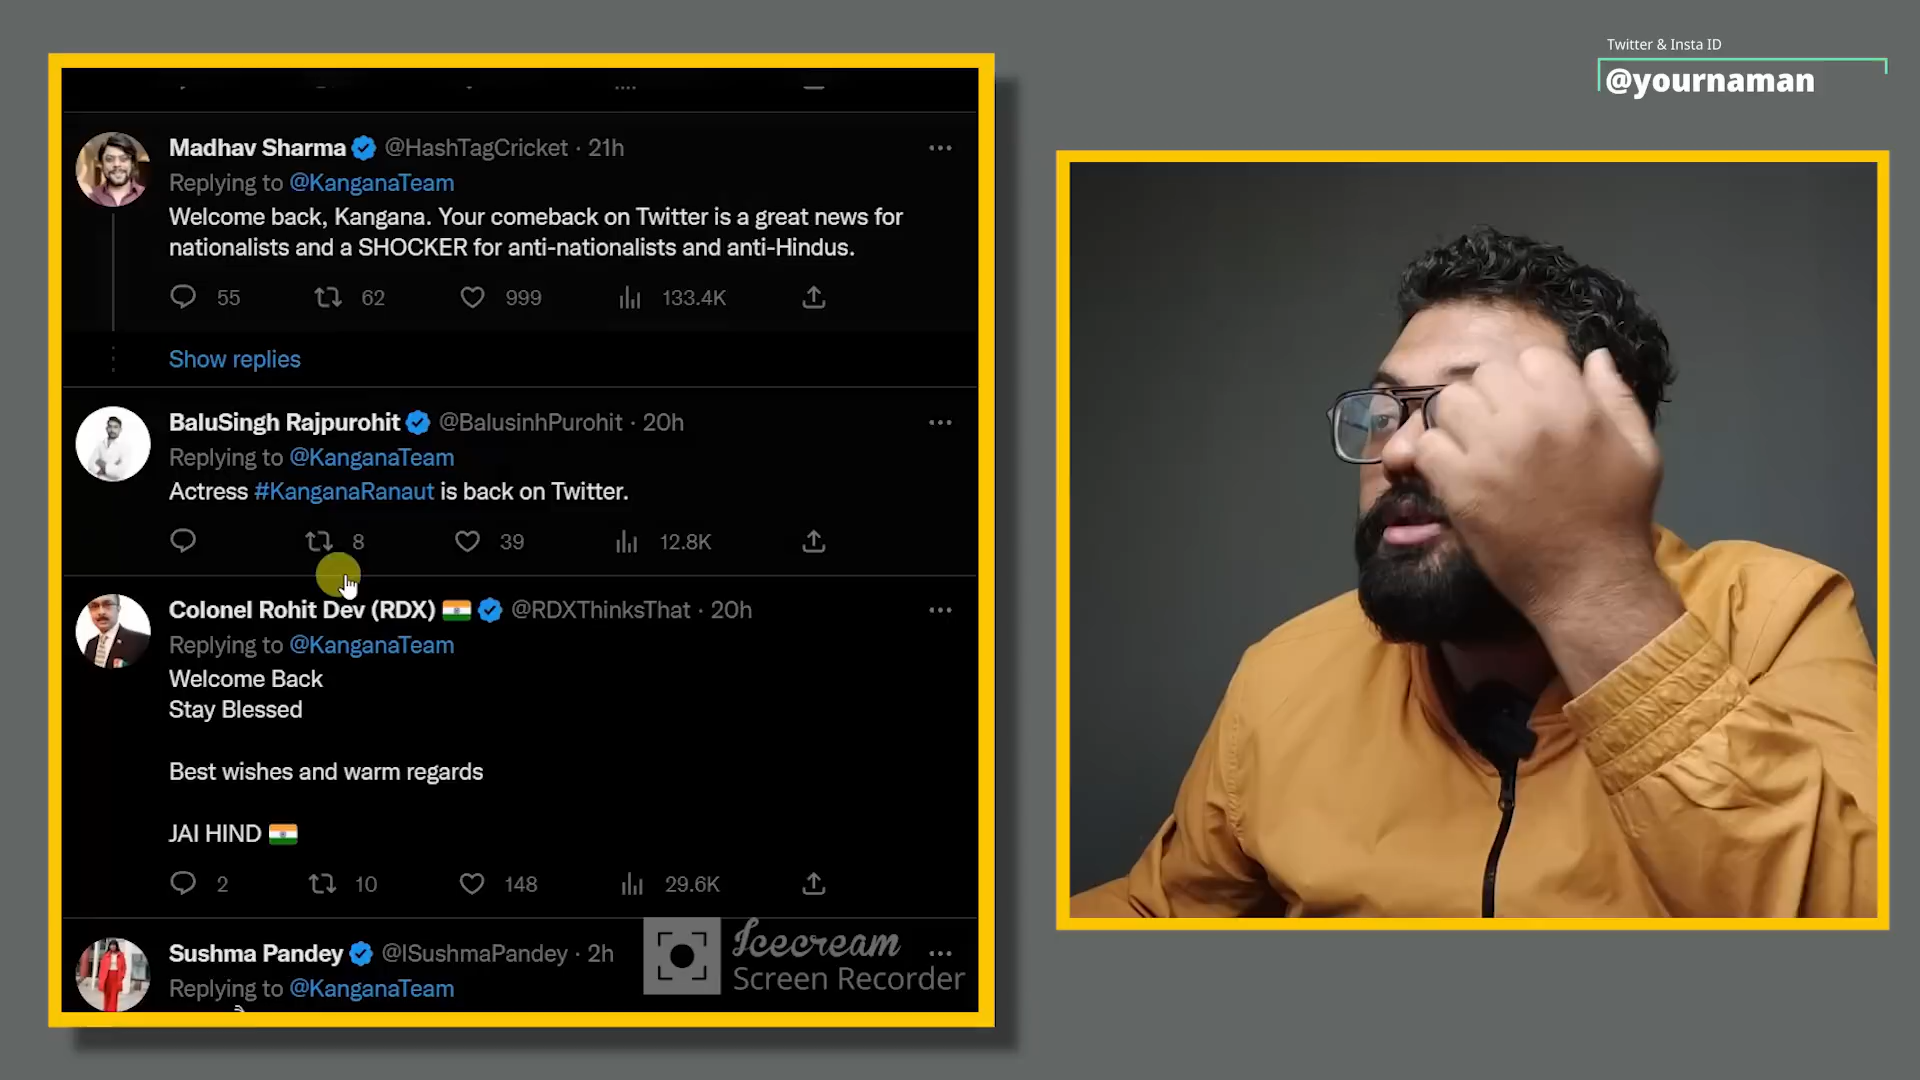 Twitter & Insta ID
@yournaman
Madhav Sharma @HashTagCricket · 21h
Replying to @KanganaTeam
Welcome back, Kangana. Your comeback on Twitter is a great news for
nationalists and a SHOCKER for anti-nationalists and anti-Hindus.
55 62 999 133.4K
Show replies
BaluSingh Rajpurohit @BalusinhPurohit · 20h
Replying to @KanganaTeam
Actress #KanganaRanaut is back on Twitter.
8 39 12.8K
Colonel Rohit Dev (RDX) 🇮🇳 @RDXThinksThat · 20h
Replying to @KanganaTeam
Welcome Back
Stay Blessed
Best wishes and warm regards
JAI HIND 🇮🇳
2 10 148 29.6K
Sushma Pandey @ISushmaPandey · 2h
Replying to @KanganaTeam
Icecream
Screen Recorder